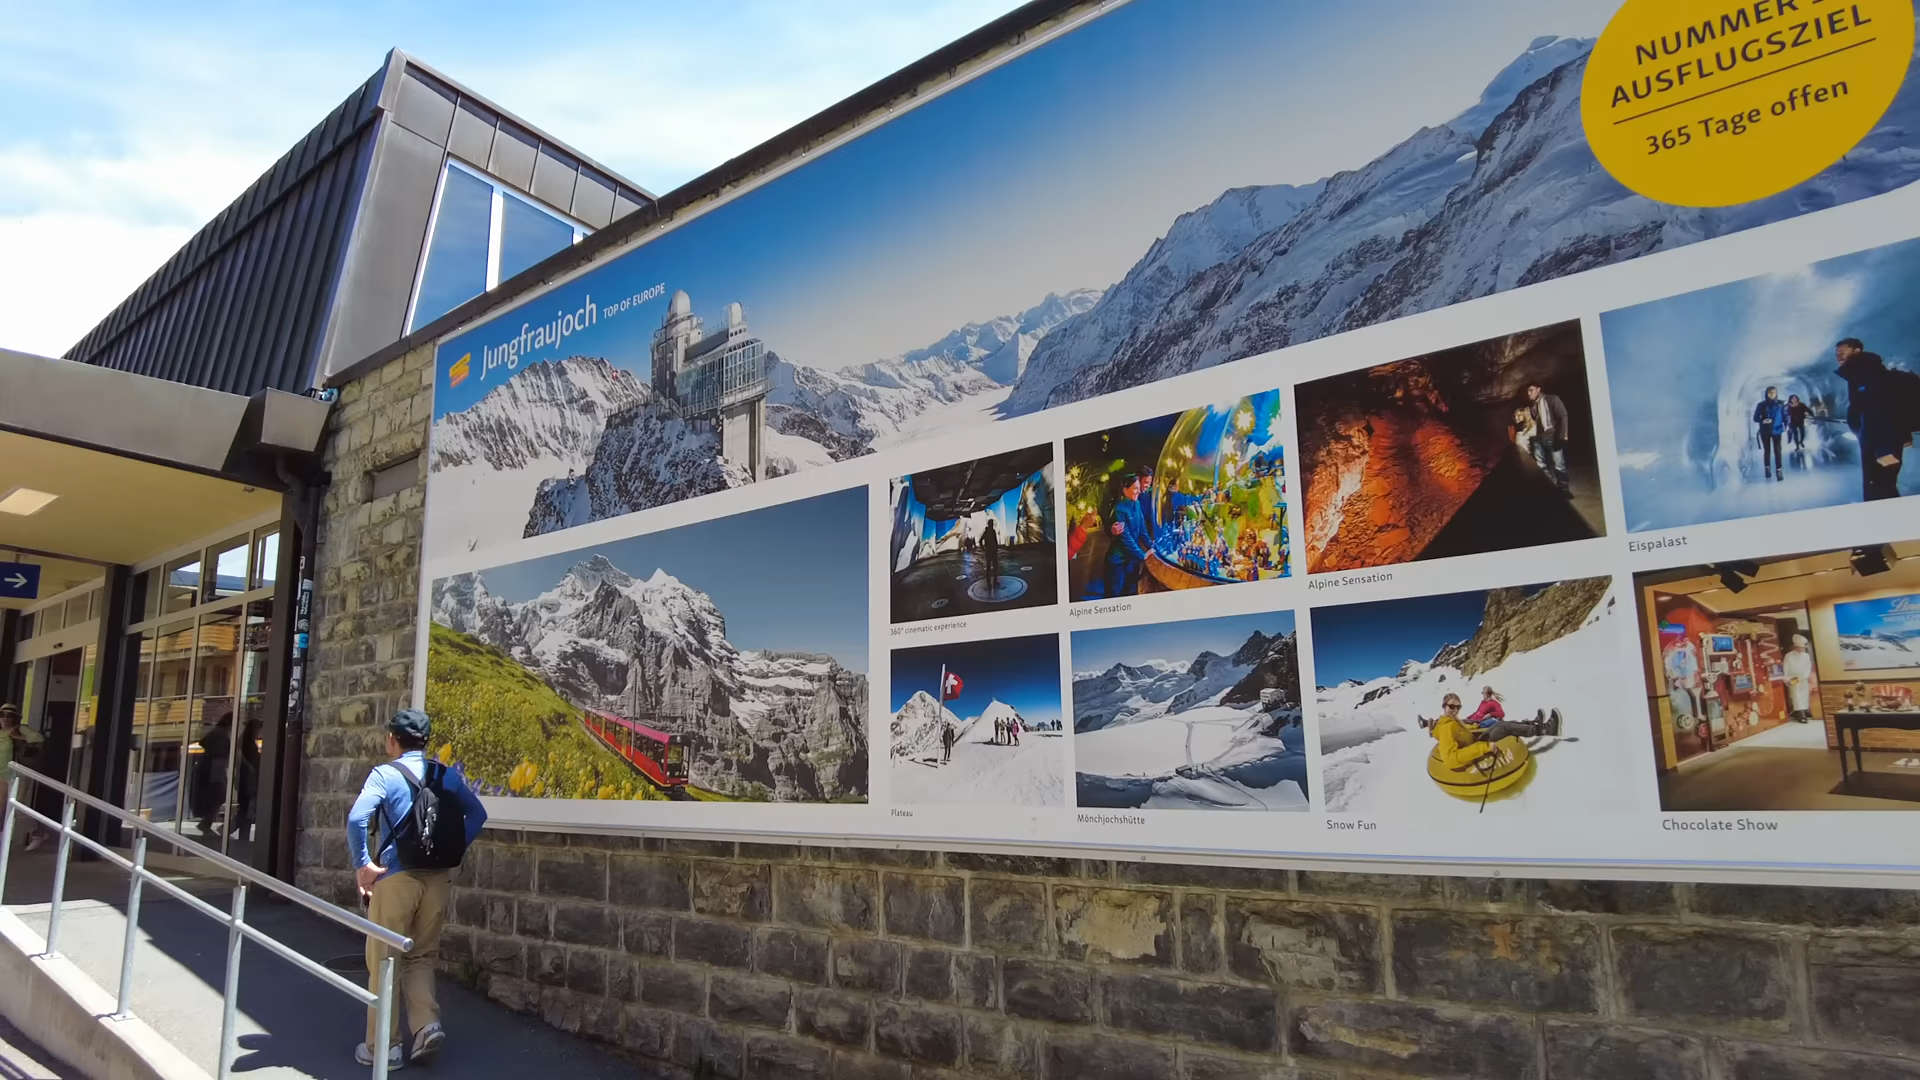 NUMMER
AUSFLUGSZIEL
365 Tage offen
Jungfraujoch TOP OF EUROPE
360° cinematic experience
Alpine Sensation
Alpine Sensation
Eispalast
Plateau
Mönchjochshütte
Snow Fun
Chocolate Show